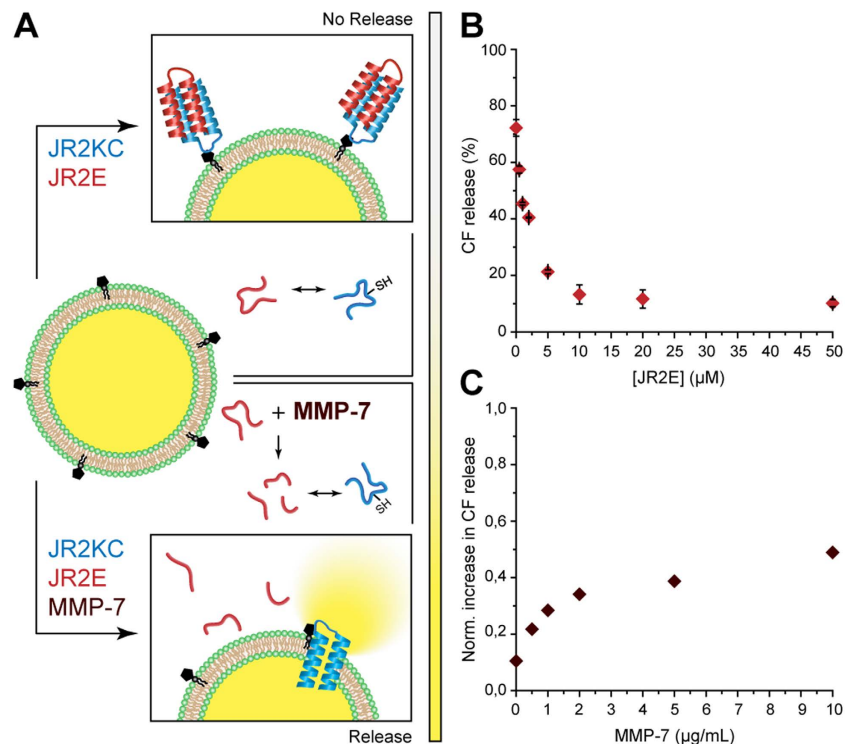 A
No Release
JR2KC
JR2E
SH
+ MMP-7
SH
JR2KC
JR2E
MMP-7
Release
B
100
80
60
40
20
0
CF release (%)
0 5 10 15 20 25 30 35 40 45 50
[JR2E] (µM)
C
1,0
0,8
0,6
0,4
0,2
0,0
Norm. increase in CF release
0 1 2 3 4 5 6 7 8 9 10
MMP-7 (µg/mL)